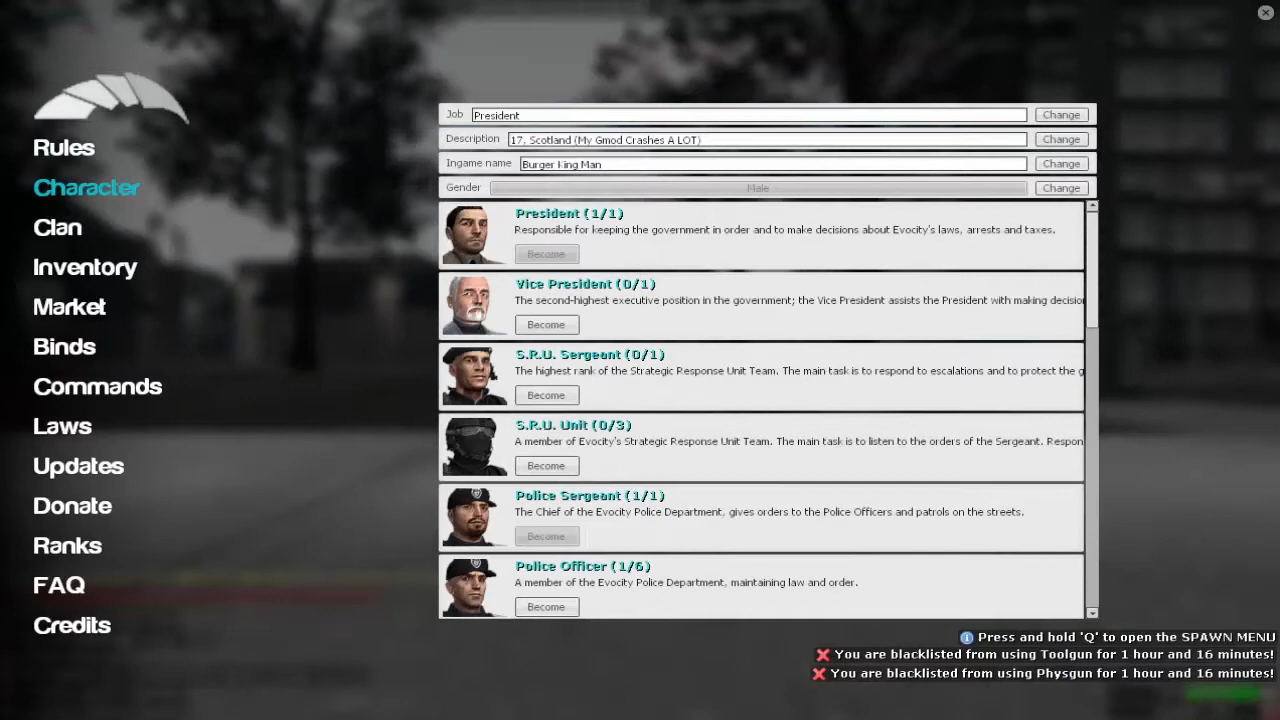 Rules
Character
Clan
Inventory
Market
Binds
Commands
Laws
Updates
Donate
Ranks
FAQ
Credits
Job President Change
Description 17, Scotland (My Gmod Crashes A LOT) Change
Ingame name Burger King Man Change
Gender Male Change
President (1/1)
Responsible for keeping the government in order and to make decisions about Evocity's laws, arrests and taxes.
Become
Vice President (0/1)
The second-highest executive position in the government; the Vice President assists the President with making decisio
Become
S.R.U. Sergeant (0/1)
The highest rank of the Strategic Response Unit Team. The main task is to respond to escalations and to protect the g
Become
S.R.U. Unit (0/3)
A member of Evocity's Strategic Response Unit Team. The main task is to listen to the orders of the Sergeant. Respon
Become
Police Sergeant (1/1)
The Chief of the Evocity Police Department, gives orders to the Police Officers and patrols on the streets.
Become
Police Officer (1/6)
A member of the Evocity Police Department, maintaining law and order.
Become
Press and hold 'Q' to open the SPAWN MENU
You are blacklisted from using Toolgun for 1 hour and 16 minutes!
You are blacklisted from using Physgun for 1 hour and 16 minutes!